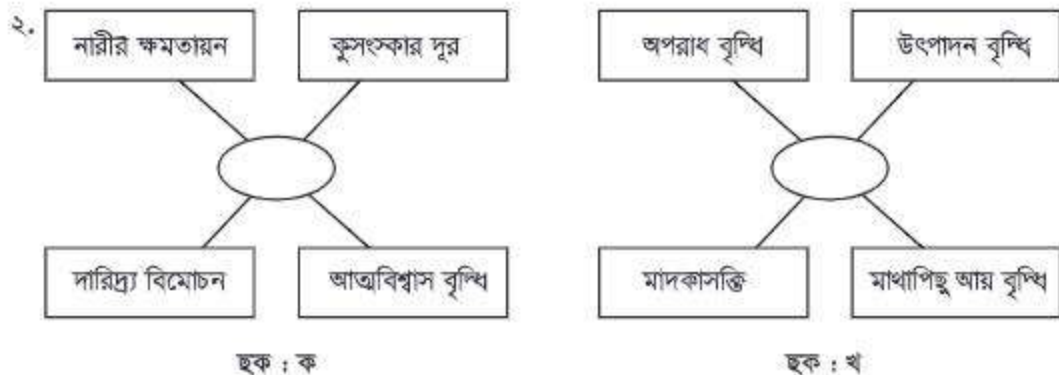 ২.
নারীর ক্ষমতায়ন
কুসংস্কার দূর
অপরাধ বৃদ্ধি
উৎপাদন বৃদ্ধি
দারিদ্র্য বিমোচন
আত্মবিশ্বাস বৃদ্ধি
মাদকাসক্তি
মাথাপিছু আয় বৃদ্ধি
ছক : ক
ছক : খ